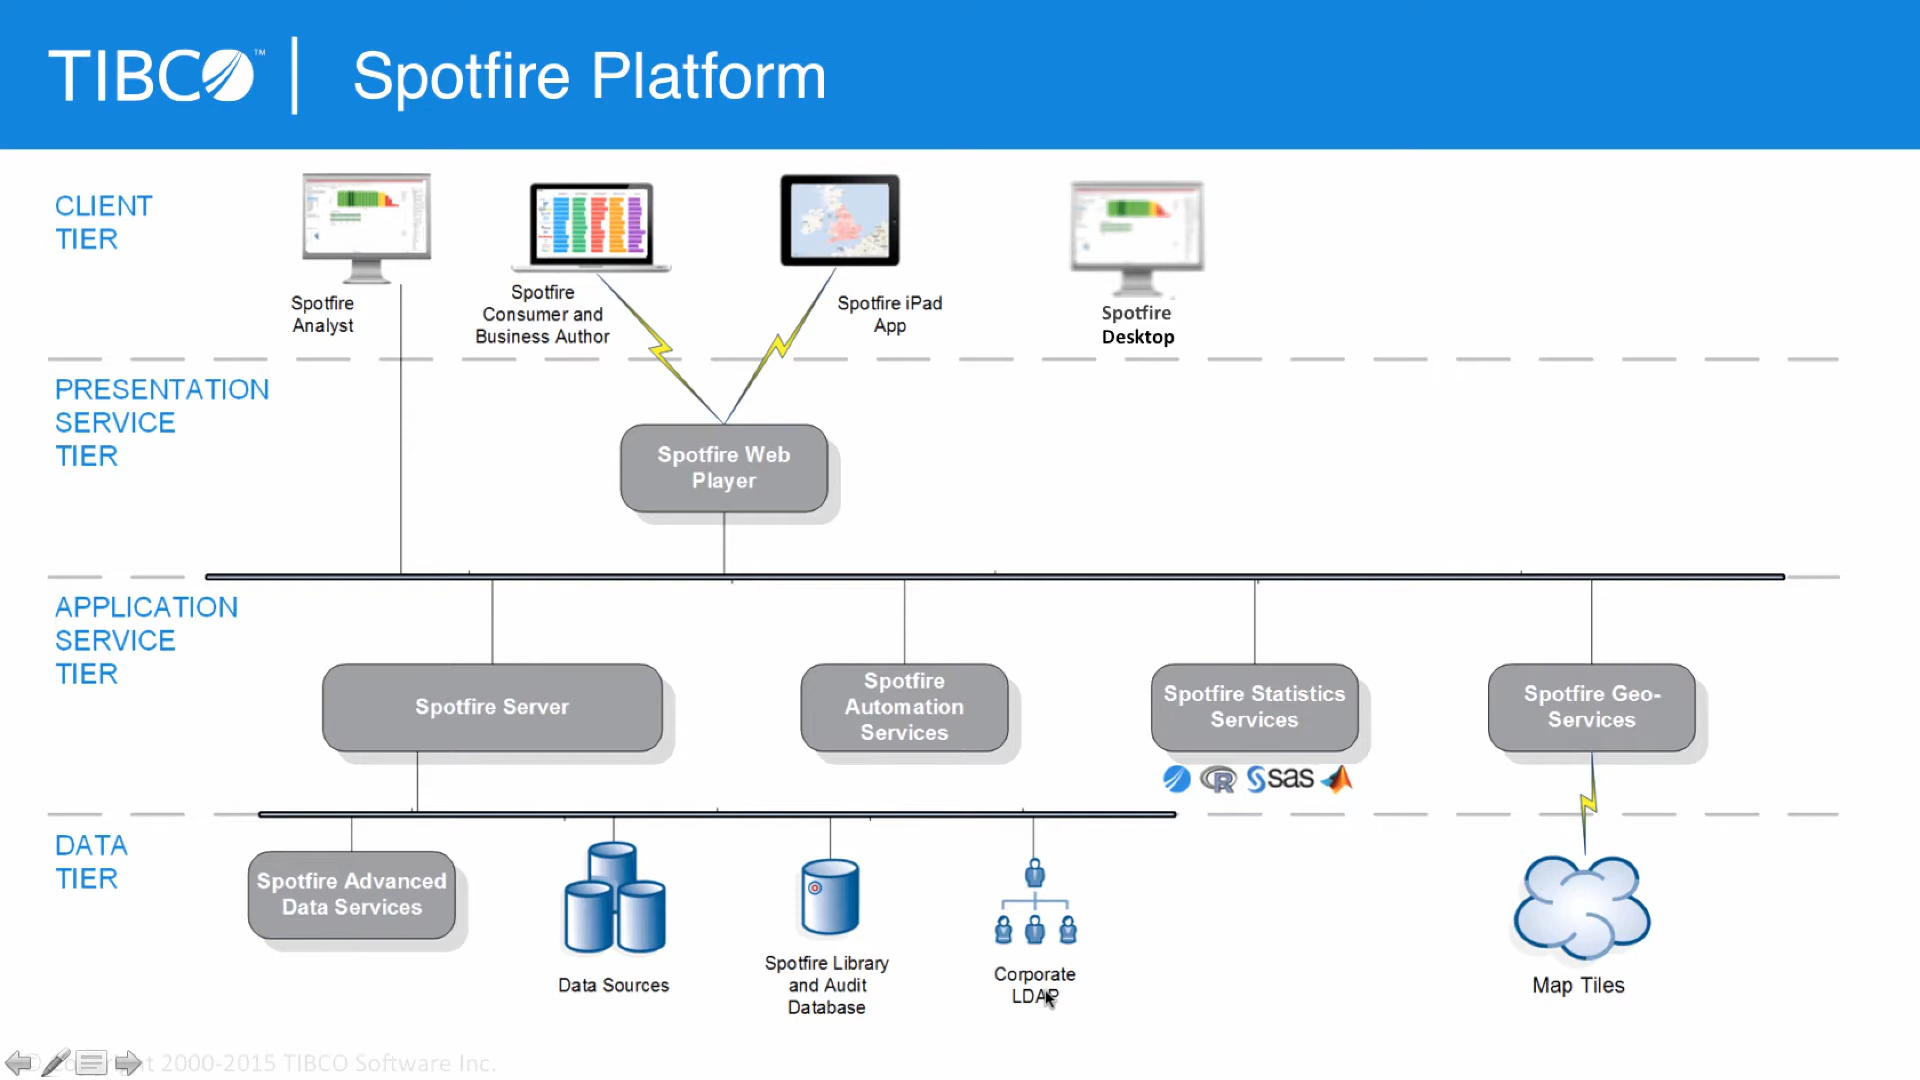 TIBCO™ | Spotfire Platform
CLIENT
TIER
Spotfire
Analyst
Spotfire
Consumer and
Business Author
Spotfire iPad
App
Spotfire
Desktop
PRESENTATION
SERVICE
TIER
Spotfire Web
Player
APPLICATION
SERVICE
TIER
Spotfire Server
Spotfire
Automation
Services
Spotfire Statistics
Services
Spotfire Geo-
Services
R
sas
DATA
TIER
Spotfire Advanced
Data Services
Data Sources
Spotfire Library
and Audit
Database
Corporate
LDAP
Map Tiles
2000-2015 TIBCO Software Inc.